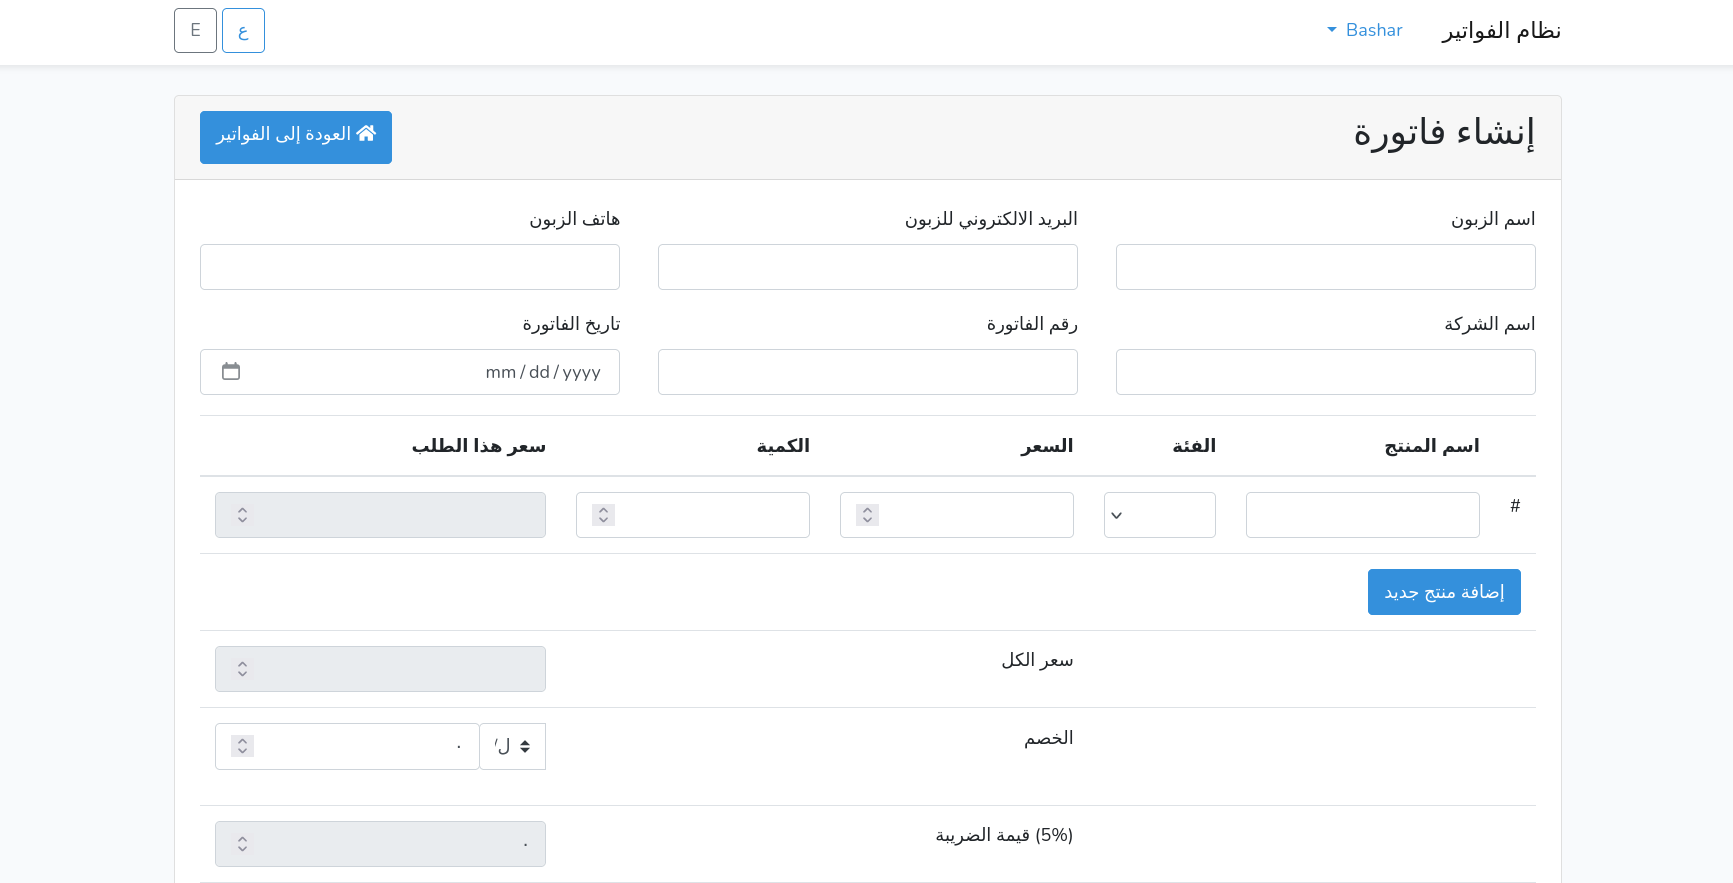 نظام الفواتير
Bashar
ع
E
إنشاء فاتورة
العودة إلى الفواتير
اسم الزبون
البريد الالكتروني للزبون
هاتف الزبون
اسم الشركة
رقم الفاتورة
تاريخ الفاتورة
mm / dd / yyyy
اسم المنتج
الفئة
السعر
الكمية
سعر هذا الطلب
#
إضافة منتج جديد
سعر الكل
الخصم
٠
(5%) قيمة الضريبة
٠